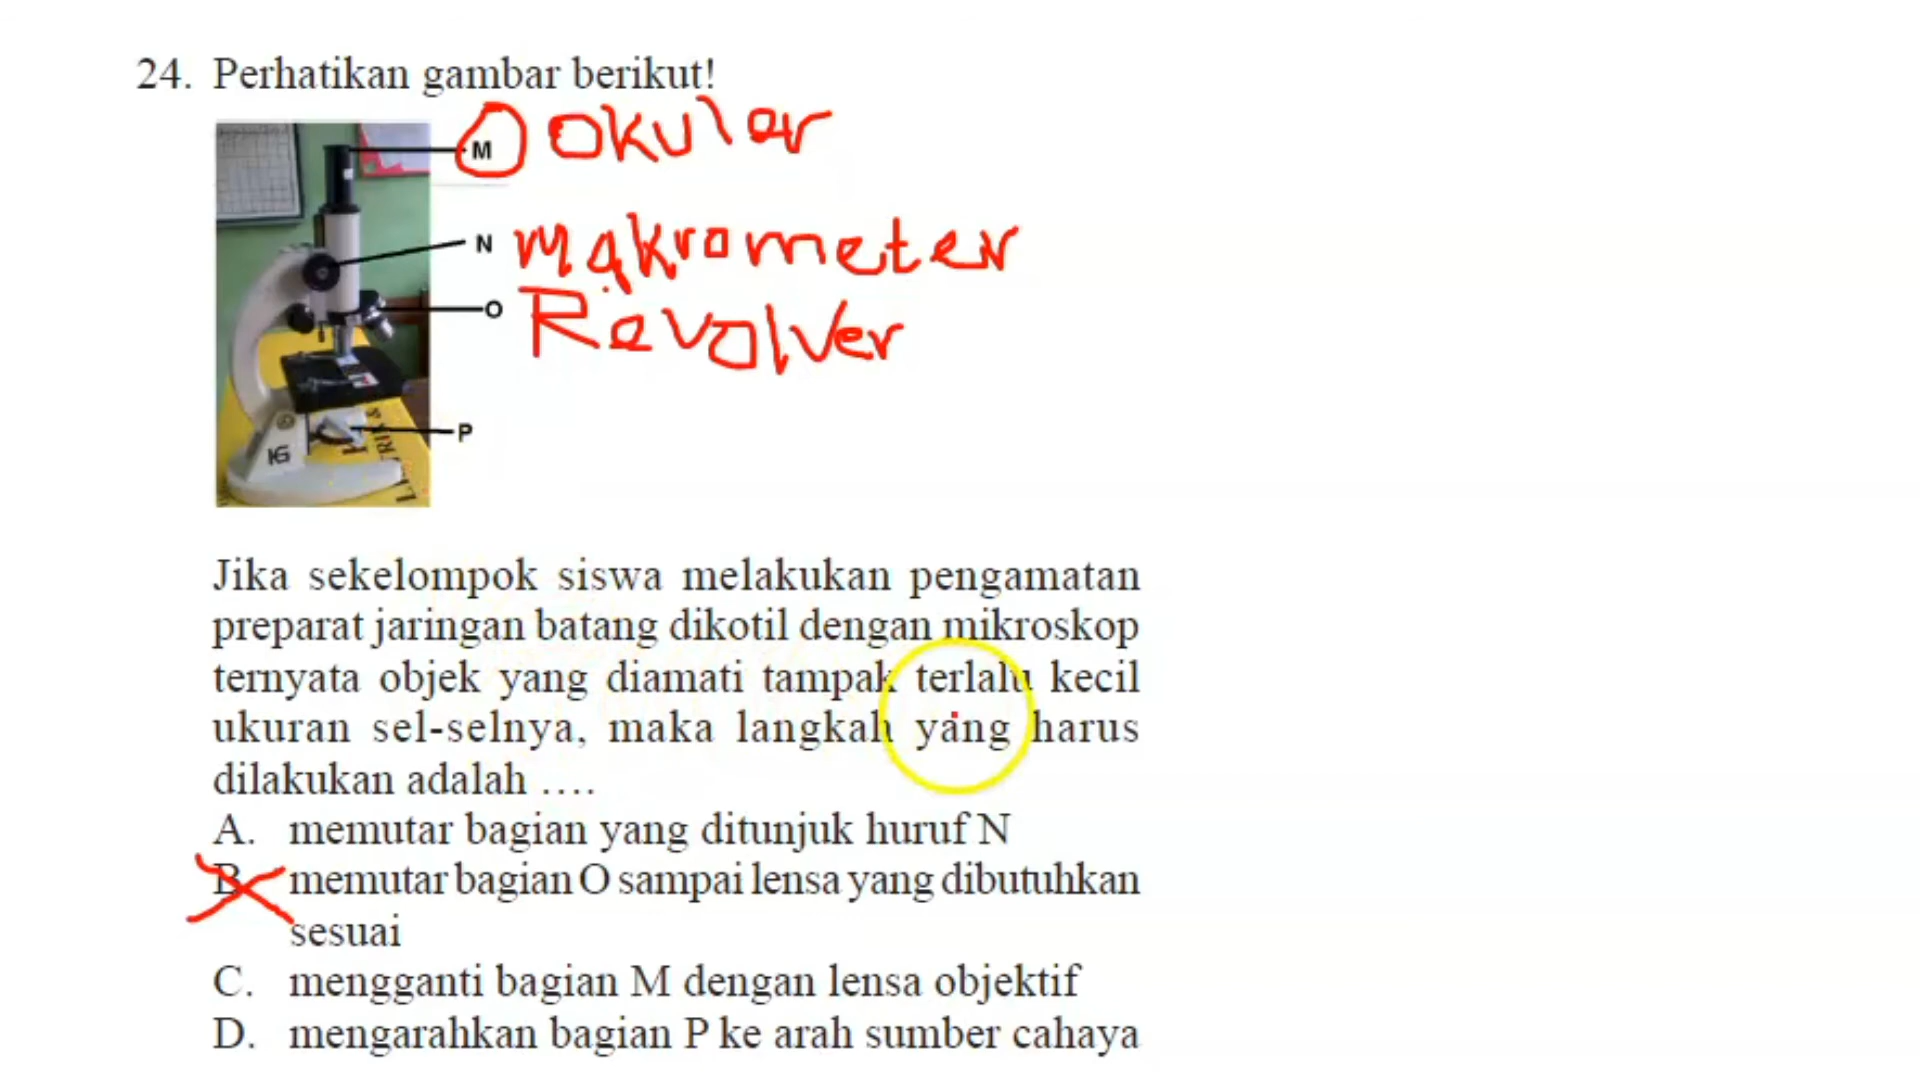 24. Perhatikan gambar berikut!
M okular
N Makrometer
O Revolver
P
IG
Jika sekelompok siswa melakukan pengamatan
preparat jaringan batang dikotil dengan mikroskop
ternyata objek yang diamati tampak terlalu kecil
ukuran sel-selnya, maka langkah yang harus
dilakukan adalah ....
A. memutar bagian yang ditunjuk huruf N
B. memutar bagian O sampai lensa yang dibutuhkan
sesuai
C. mengganti bagian M dengan lensa objektif
D. mengarahkan bagian P ke arah sumber cahaya